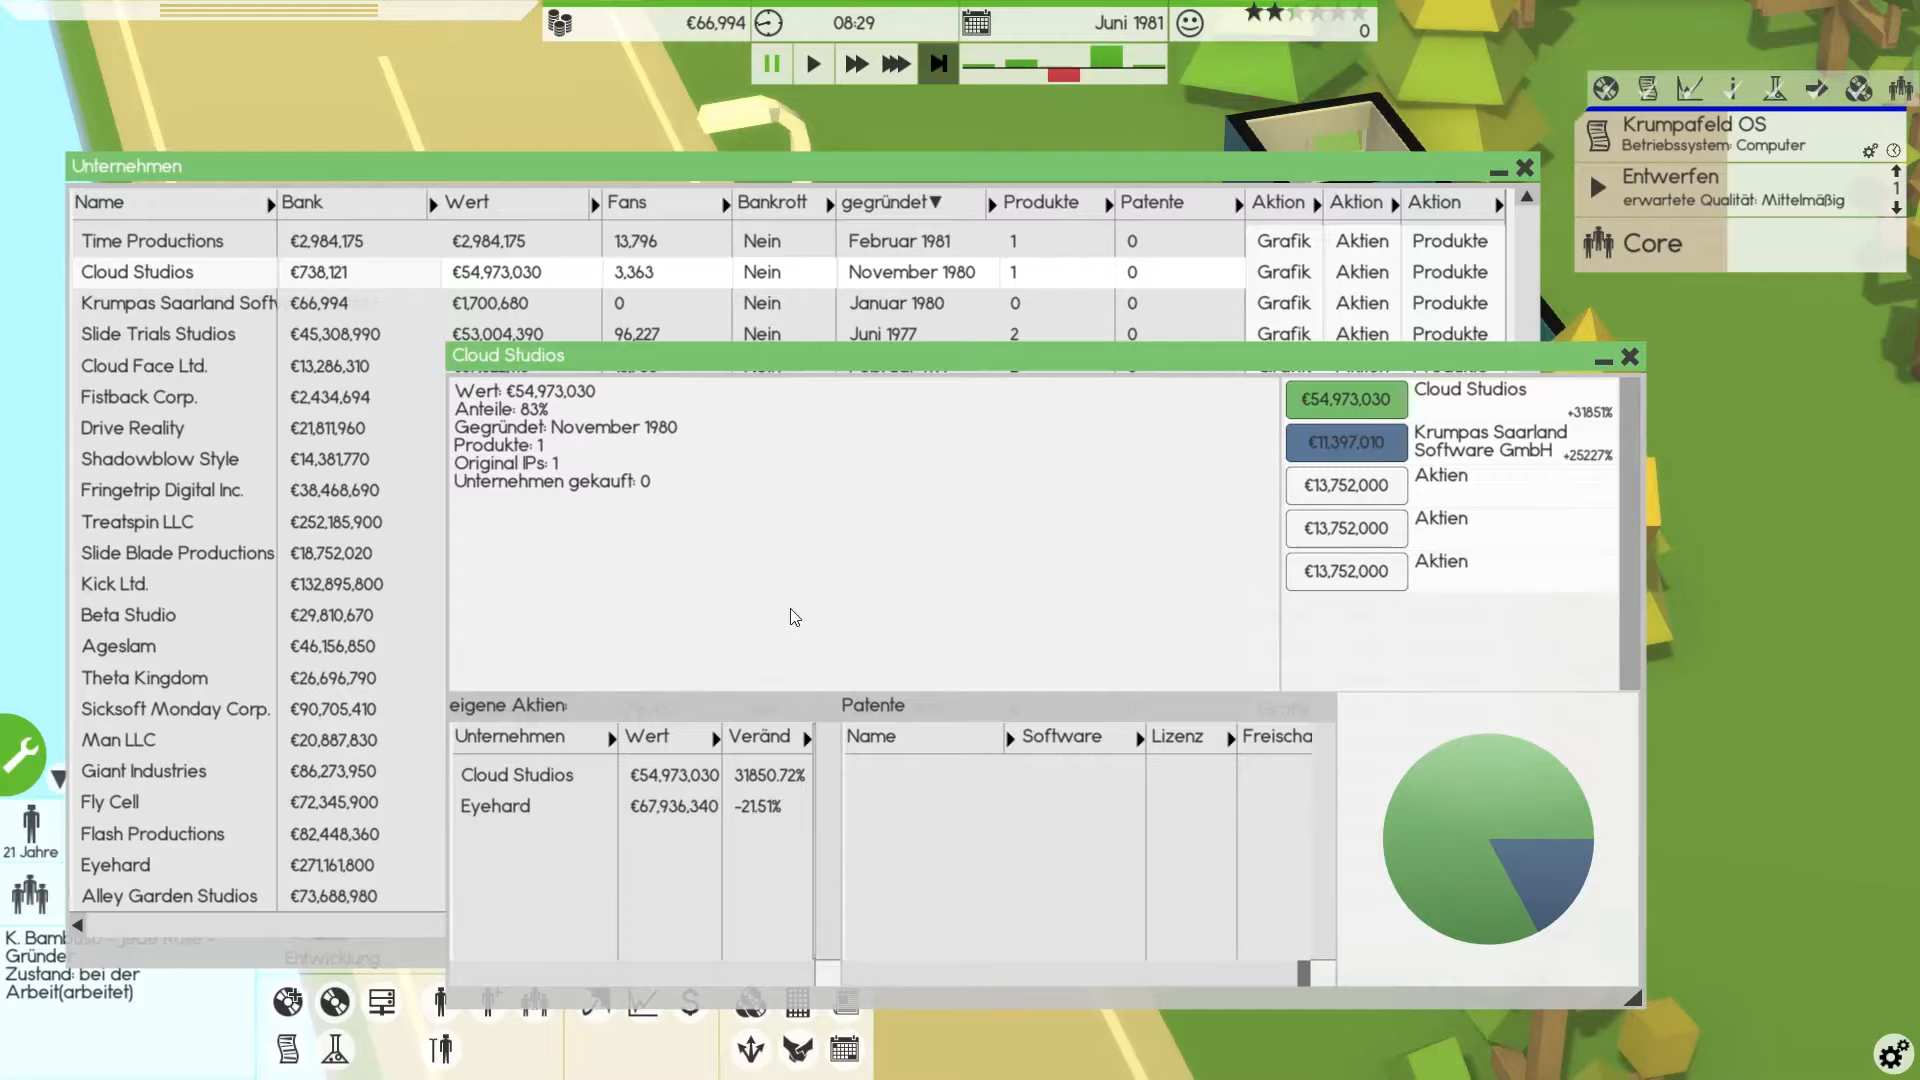 €66,994
08:29
Juni 1981
0
Krumpafeld OS
Betriebssystem: Computer
Entwerfen
erwartete Qualität: Mittelmäßig
1
Core
Unternehmen
Name Bank Wert Fans Bankrott gegründet▼ Produkte Patente Aktion Aktion Aktion
Time Productions €2,984,175 €2,984,175 13,796 Nein Februar 1981 1 0 Grafik Aktien Produkte
Cloud Studios €738,121 €54,973,030 3,363 Nein November 1980 1 0 Grafik Aktien Produkte
Krumpas Saarland Softw €66,994 €1,700,680 0 Nein Januar 1980 0 0 Grafik Aktien Produkte
Slide Trials Studios €45,308,990 €53,004,390 96,227 Nein Juni 1977 2 0 Grafik Aktien Produkte
Cloud Face Ltd. €13,286,310
Fistback Corp. €2,434,694
Drive Reality €21,811,960
Shadowblow Style €14,381,770
Fringetrip Digital Inc. €38,468,690
Treatspin LLC €252,185,900
Slide Blade Productions €18,752,020
Kick Ltd. €132,895,800
Beta Studio €29,810,670
Ageslam €46,156,850
Theta Kingdom €26,696,790
Sicksoft Monday Corp. €90,705,410
Man LLC €20,887,830
Giant Industries €86,273,950
Fly Cell €72,345,900
Flash Productions €82,448,360
Eyehard €271,161,800
Alley Garden Studios €73,688,980
Cloud Studios
Wert: €54,973,030
Anteile: 83%
Gegründet: November 1980
Produkte: 1
Original IPs: 1
Unternehmen gekauft: 0
€54,973,030 Cloud Studios
+31851%
€11,397,010 Krumpas Saarland
Software GmbH +25227%
€13,752,000 Aktien
€13,752,000 Aktien
€13,752,000 Aktien
eigene Aktien:
Unternehmen Wert Veränd
Cloud Studios €54,973,030 31850.72%
Eyehard €67,936,340 -21.51%
Patente
Name Software Lizenz Freischa
21 Jahre
K. Bambuso - Jede Rose -
Gründer
Zustand: bei der
Arbeit(arbeitet)
Entwicklung